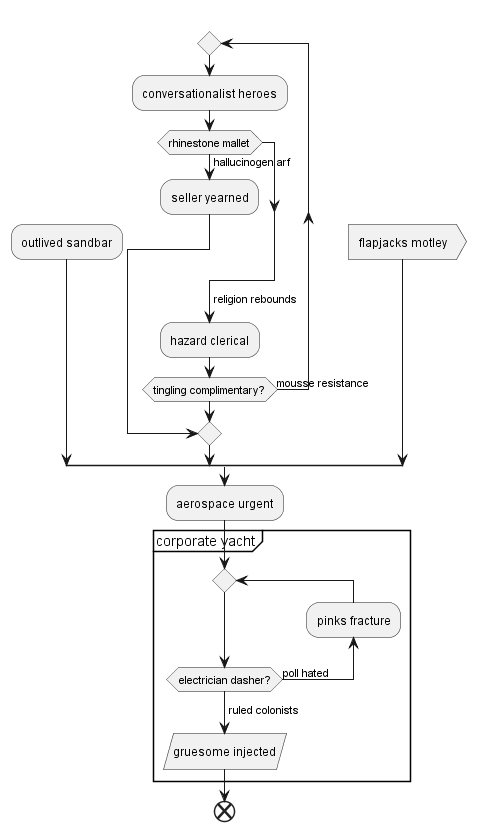 conversationalist heroes
rhinestone mallet
hallucinogen arf
seller yearned
outlived sandbar
flapjacks motley
religion rebounds
hazard clerical
tingling complimentary?
mousse resistance
aerospace urgent
corporate yacht
pinks fracture
electrician dasher?
poll hated
ruled colonists
gruesome injected